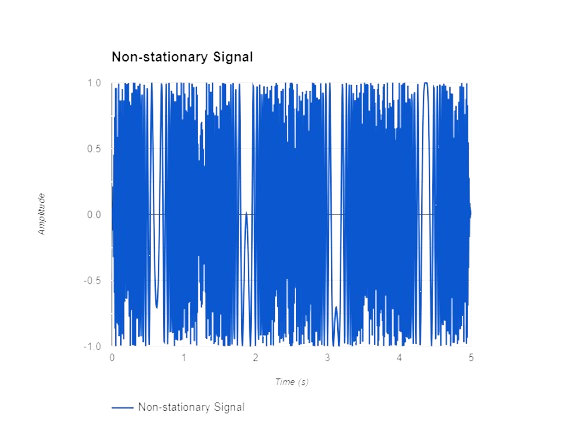 Non-stationary Signal
1.0
0.5
0.0
-0.5
-1.0
Amplitude
0 1 2 3 4 5
Time (s)
Non-stationary Signal